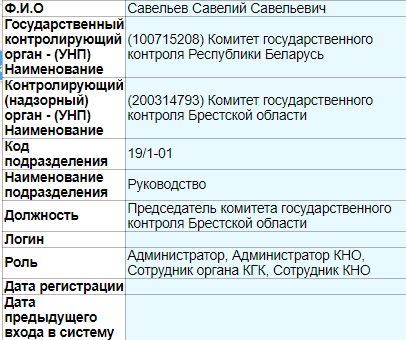 Ф.И.О
Савельев Савелий Савельевич
Государственный
контролирующий
орган - (УНП)
Наименование
(100715208) Комитет государственного
контроля Республики Беларусь
Контролирующий
(надзорный)
орган - (УНП)
Наименование
(200314793) Комитет государственного
контроля Брестской области
Код
подразделения
19/1-01
Наименование
подразделения
Руководство
Должность
Председатель комитета государственного
контроля Брестской области
Логин
Роль
Администратор, Администратор КНО,
Сотрудник органа КГК, Сотрудник КНО
Дата регистрации
Дата
предыдущего
входа в систему